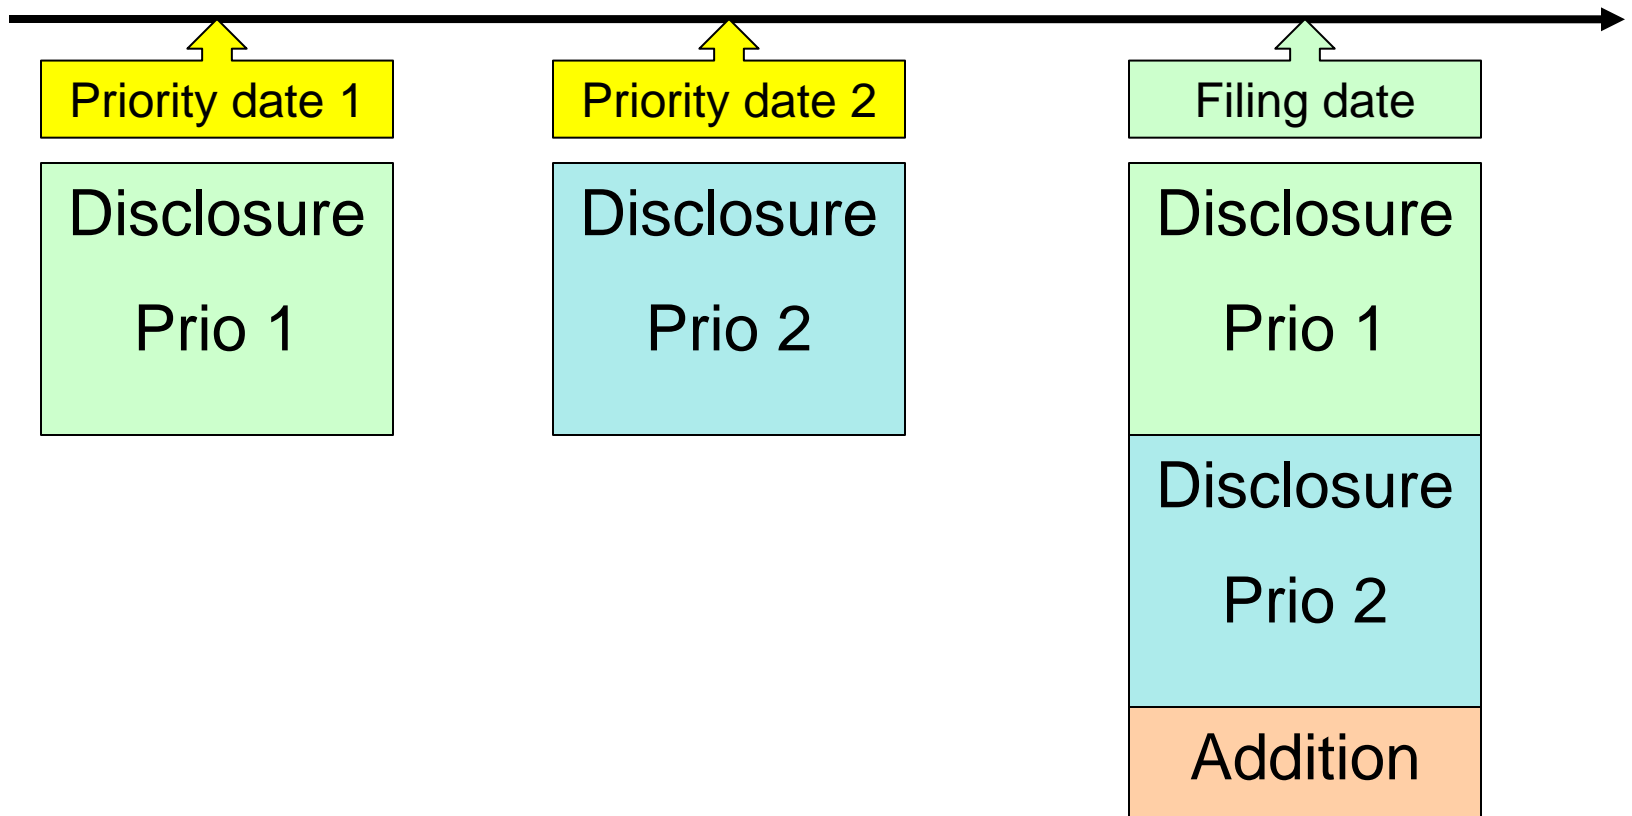 Priority date 1
Priority date 2
Filing date
Disclosure
Prio 1
Disclosure
Prio 2
Disclosure
Prio 1
Disclosure
Prio 2
Addition